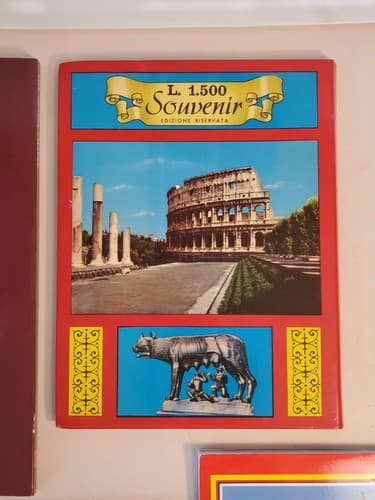 L. 1.500
Souvenir
EDIZIONE RISERVATA